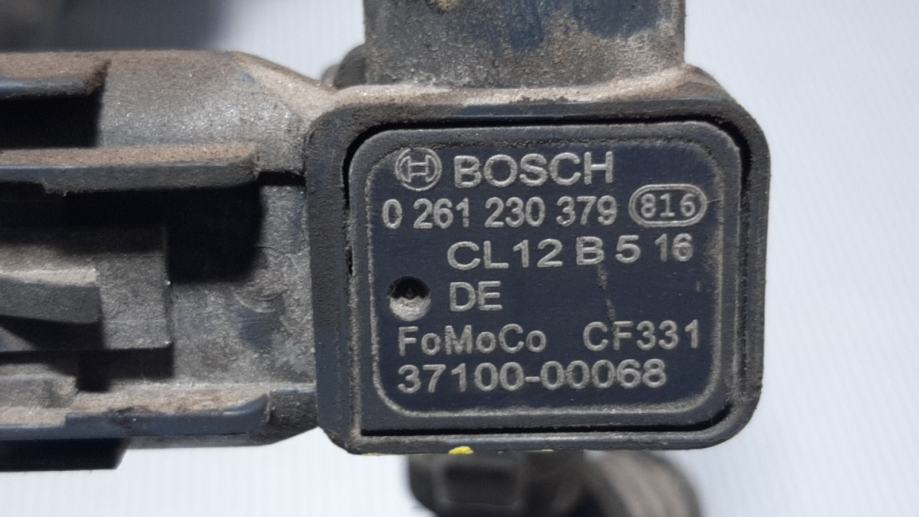 BOSCH
0 261 230 379 816
CL12 B 5 16
DE
FoMoCo CF331
37100-00068